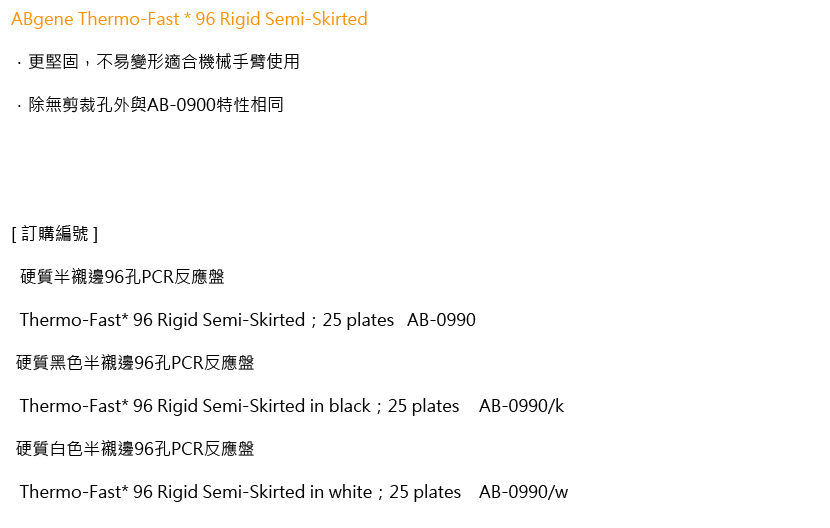 ABgene Thermo-Fast * 96 Rigid Semi-Skirted
．更堅固，不易變形適合機械手臂使用
．除無剪裁孔外與AB-0900特性相同
[ 訂購編號 ]
硬質半襯邊96孔PCR反應盤
Thermo-Fast* 96 Rigid Semi-Skirted；25 plates AB-0990
硬質黑色半襯邊96孔PCR反應盤
Thermo-Fast* 96 Rigid Semi-Skirted in black；25 plates AB-0990/k
硬質白色半襯邊96孔PCR反應盤
Thermo-Fast* 96 Rigid Semi-Skirted in white；25 plates AB-0990/w